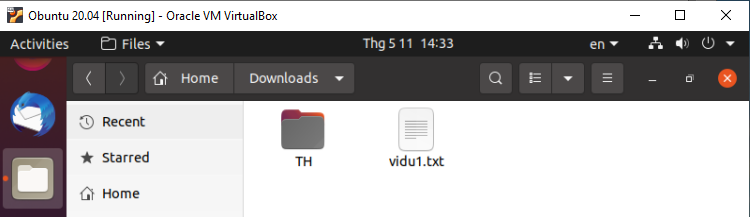 Obuntu 20.04 [Running] - Oracle VM VirtualBox
Activities Files Thg 5 11 14:33 en
Home Downloads
Recent
Starred
Home
TH vidu1.txt